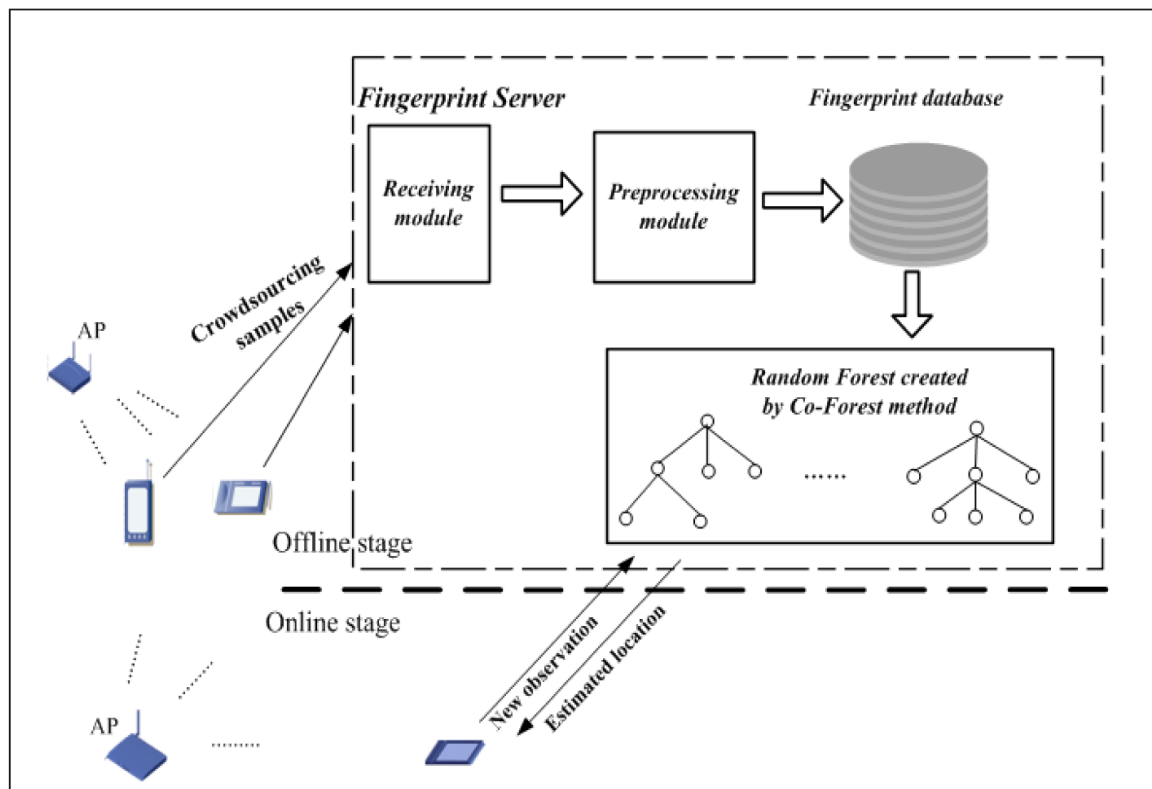 Fingerprint Server
Fingerprint database
Receiving
module
Preprocessing
module
Crowdsourcing
samples
AP
Random Forest created
by Co-Forest method
......
Offline stage
Online stage
New observation
Estimated location
AP